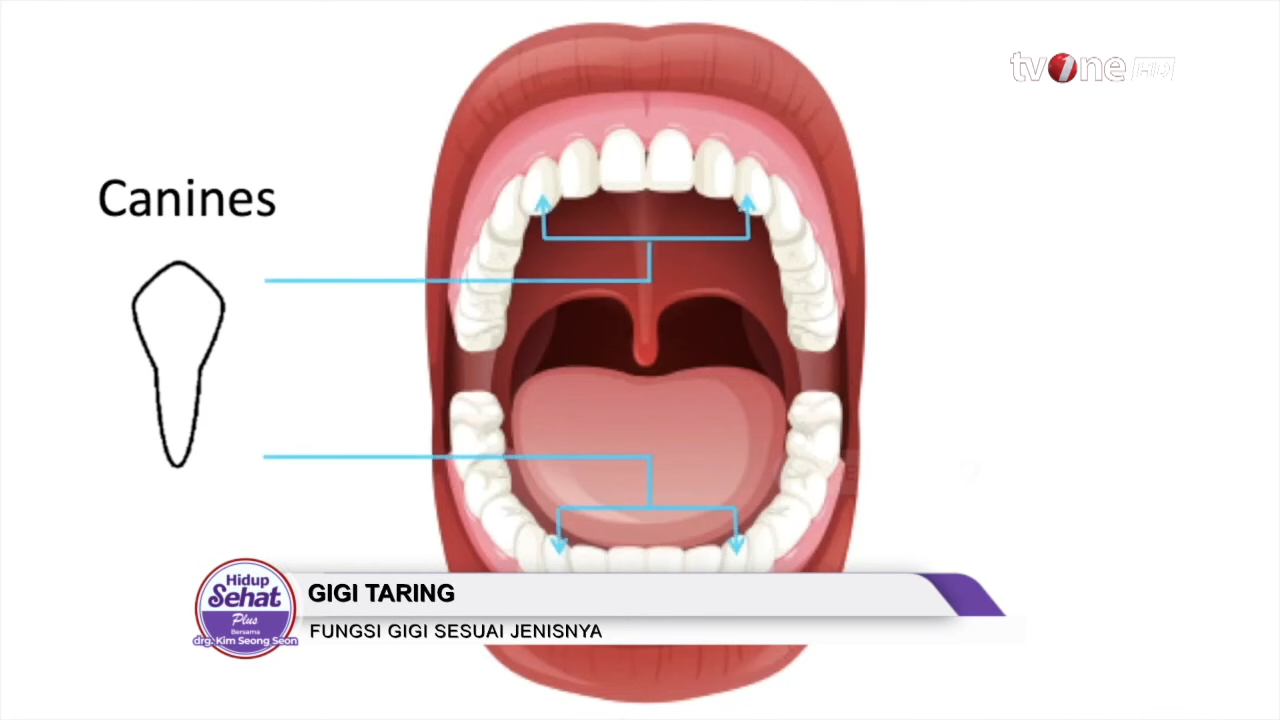 tvOne HD
Canines
Hidup
Sehat
Plus
Bersama
drg. Kim Seong Seon
GIGI TARING
FUNGSI GIGI SESUAI JENISNYA